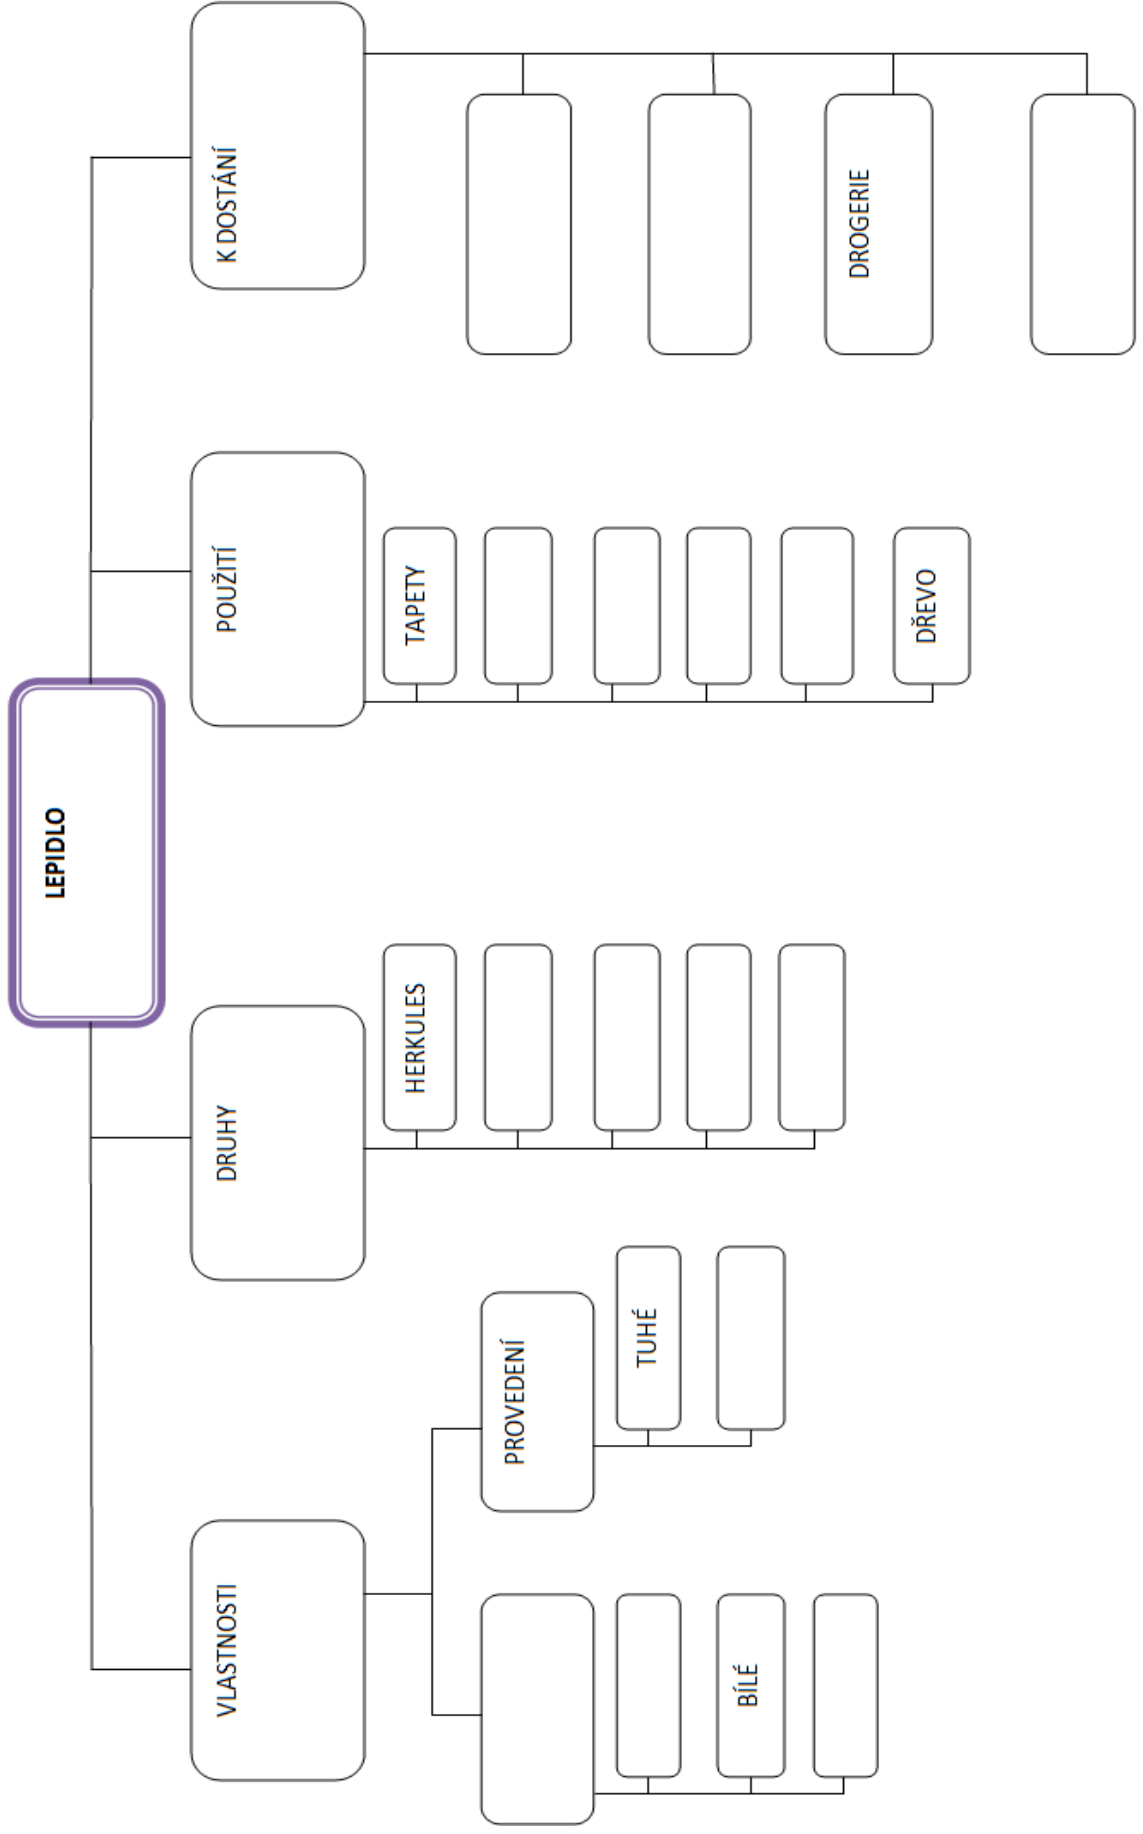 LEPIDLO
VLASTNOSTI
DRUHY
POUŽITÍ
K DOSTÁNÍ
PROVEDENÍ
BÍLÉ
TUHÉ
HERKULES
TAPETY
DŘEVO
DROGERIE